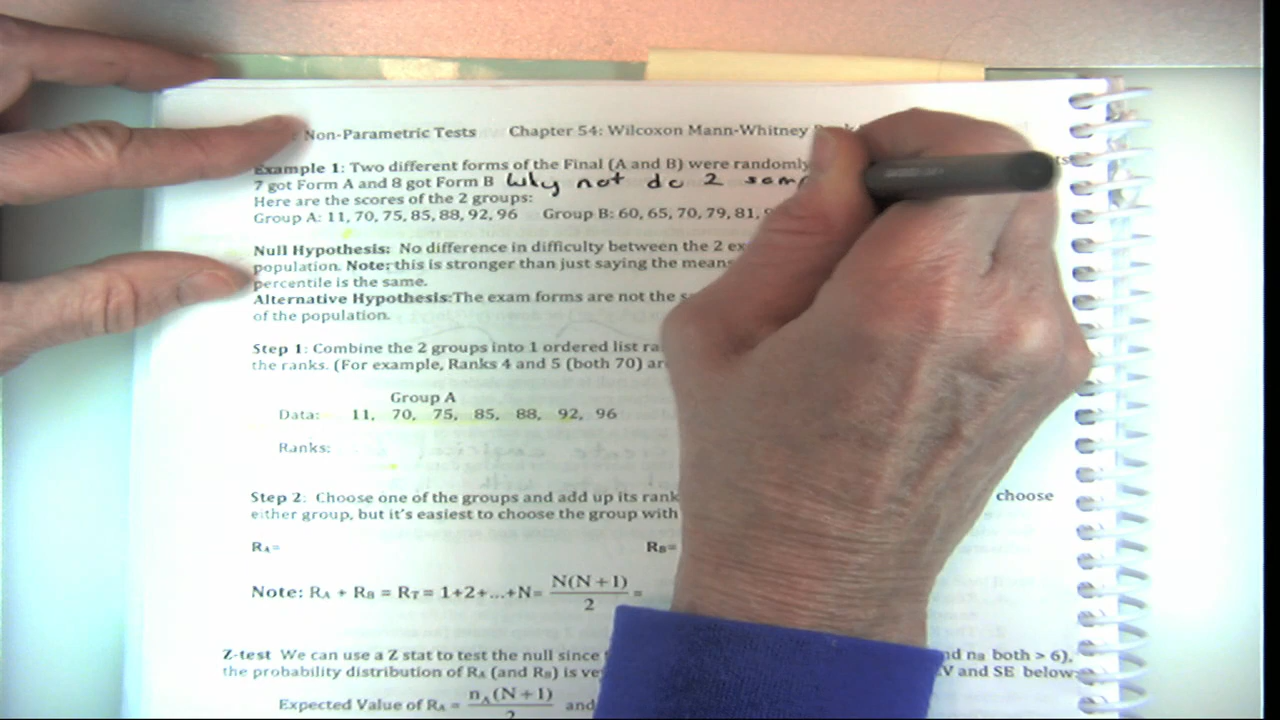 Non-Parametric Tests Chapter 54: Wilcoxon Mann-Whitney
Example 1: Two different forms of the Final (A and B) were randomly
7 got Form A and 8 got Form B Why not do 2
Here are the scores of the 2 groups:
Group A: 11, 70, 75, 85, 88, 92, 96 Group B: 60, 65, 70, 79, 81,
Null Hypothesis: No difference in difficulty between the 2
population. Note: this is stronger than just saying the means
percentile is the same.
Alternative Hypothesis:The exam forms are not the
of the population.
Step 1: Combine the 2 groups into 1 ordered list
the ranks. (For example, Ranks 4 and 5 (both 70)
Group A
Data: 11, 70, 75, 85, 88, 92, 96
Ranks:
Step 2: Choose one of the groups and add up its choose
either group, but it's easiest to choose the group with
RA= RB=
Note: RA + RB = RT = 1+2+...+N= N(N+1)/2 =
Z-test We can use a Z stat to test the null since nB both > 6),
the probability distribution of RA (and RB) is and SE below:
Expected Value of RA = nA(N+1)/2 and